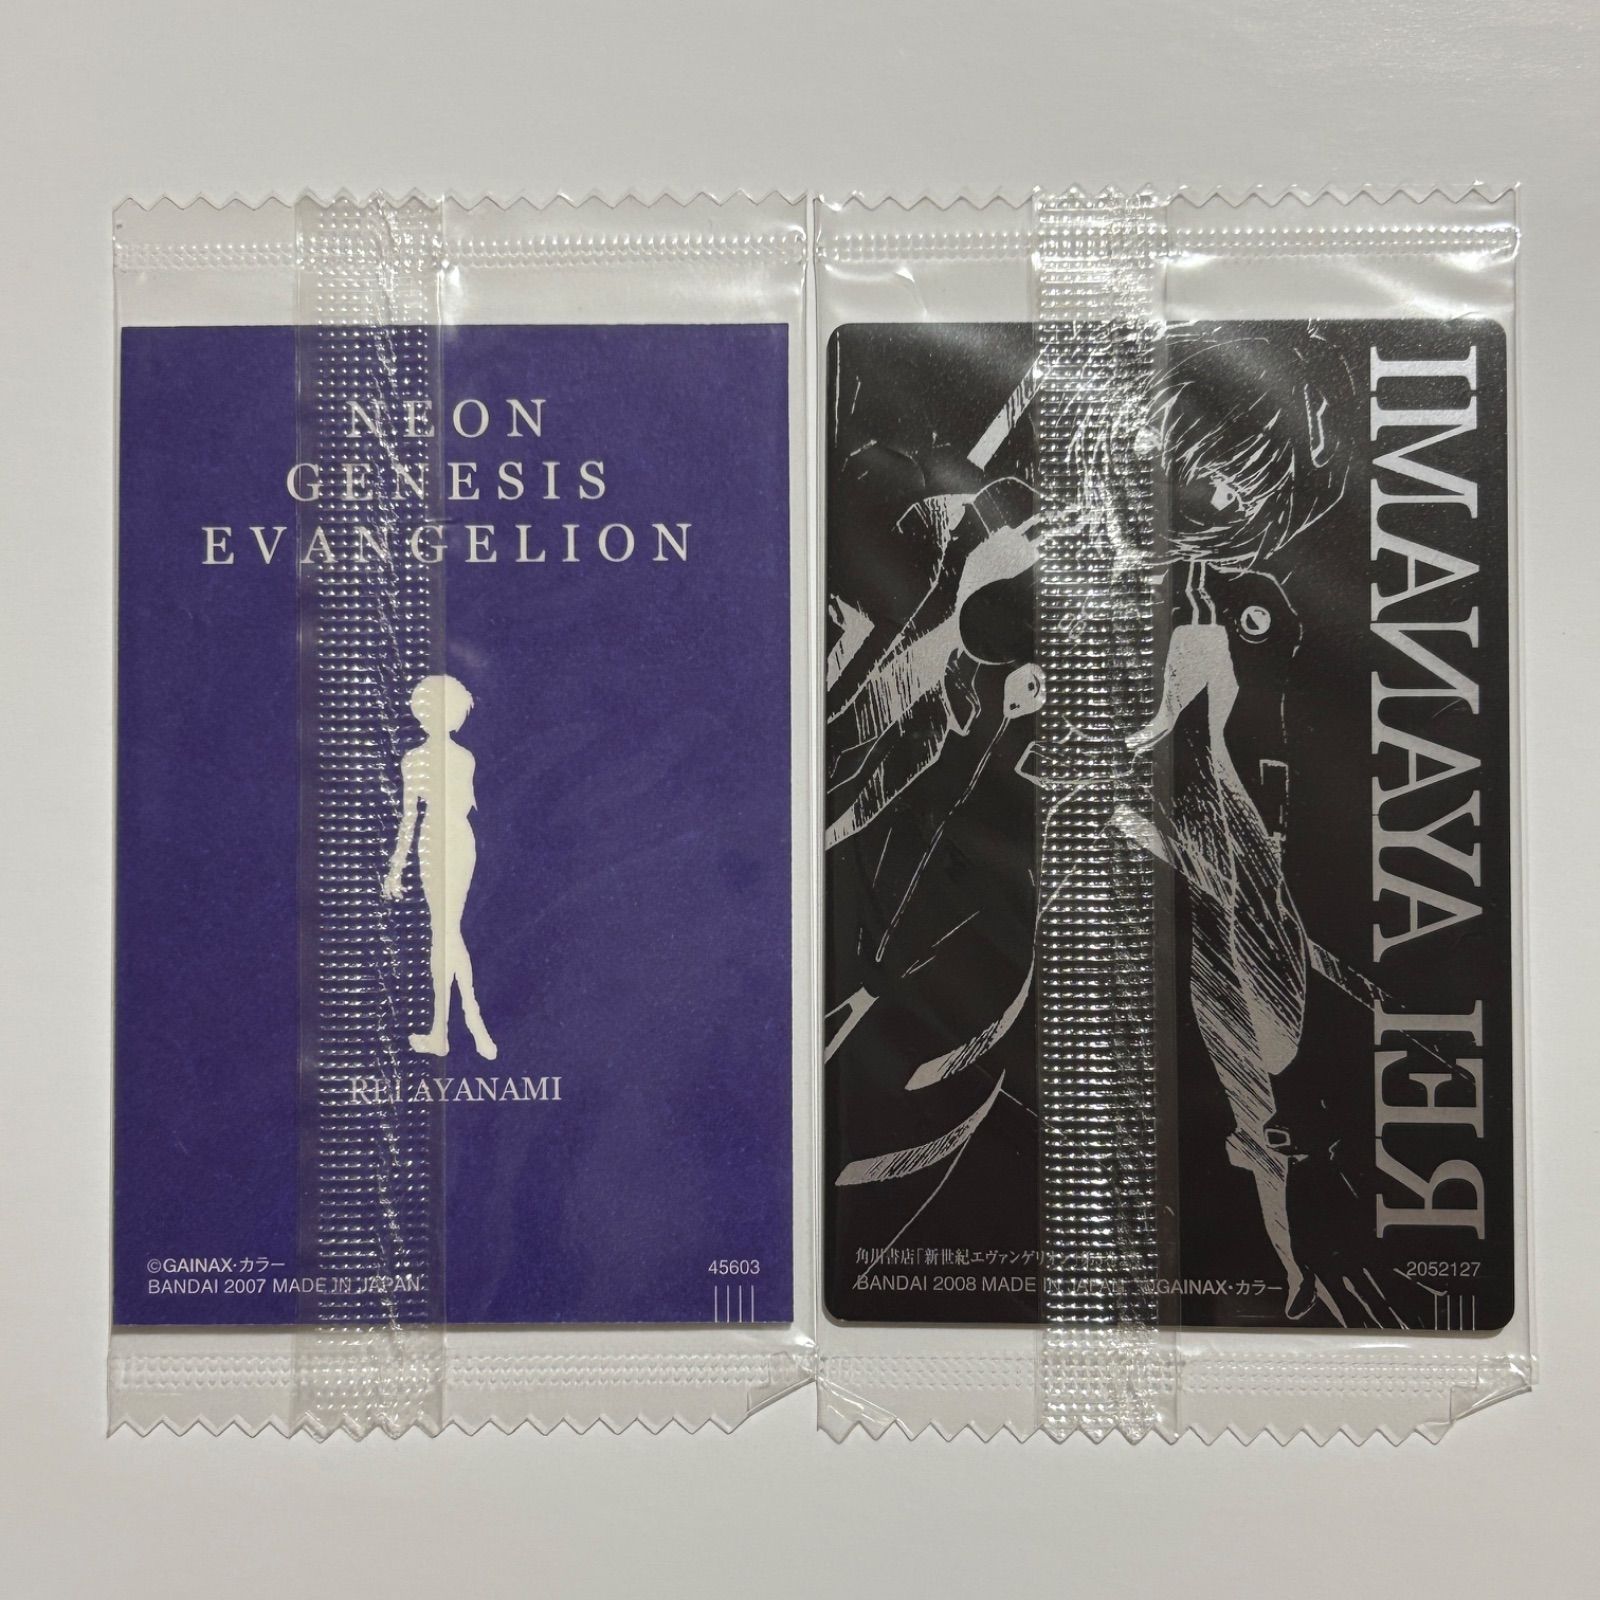 NEON
GENESIS
EVANGELION
REI AYANAMI
©GAINAX・カラー
BANDAI 2007 MADE IN JAPAN
45603
REI AYANAMI
角川書店「新世紀エヴァンゲリオン
2052127
BANDAI 2008 MADE IN JAPAN ©GAINAX・カラー